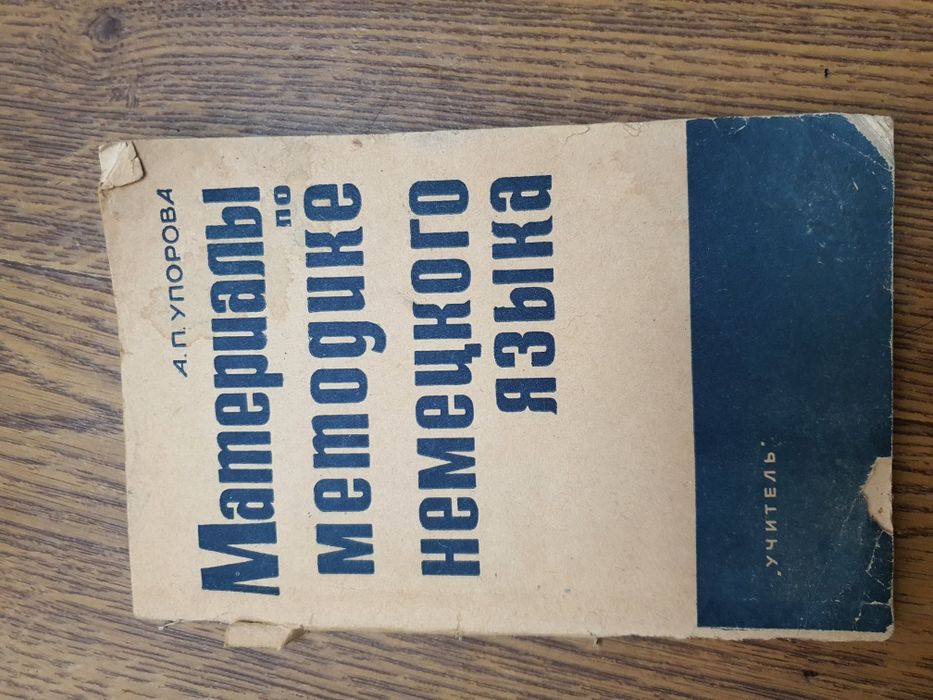 А. П. УПОРОВА
Материалы
по
методике
немецкого
языка
„УЧИТЕЛЬ“